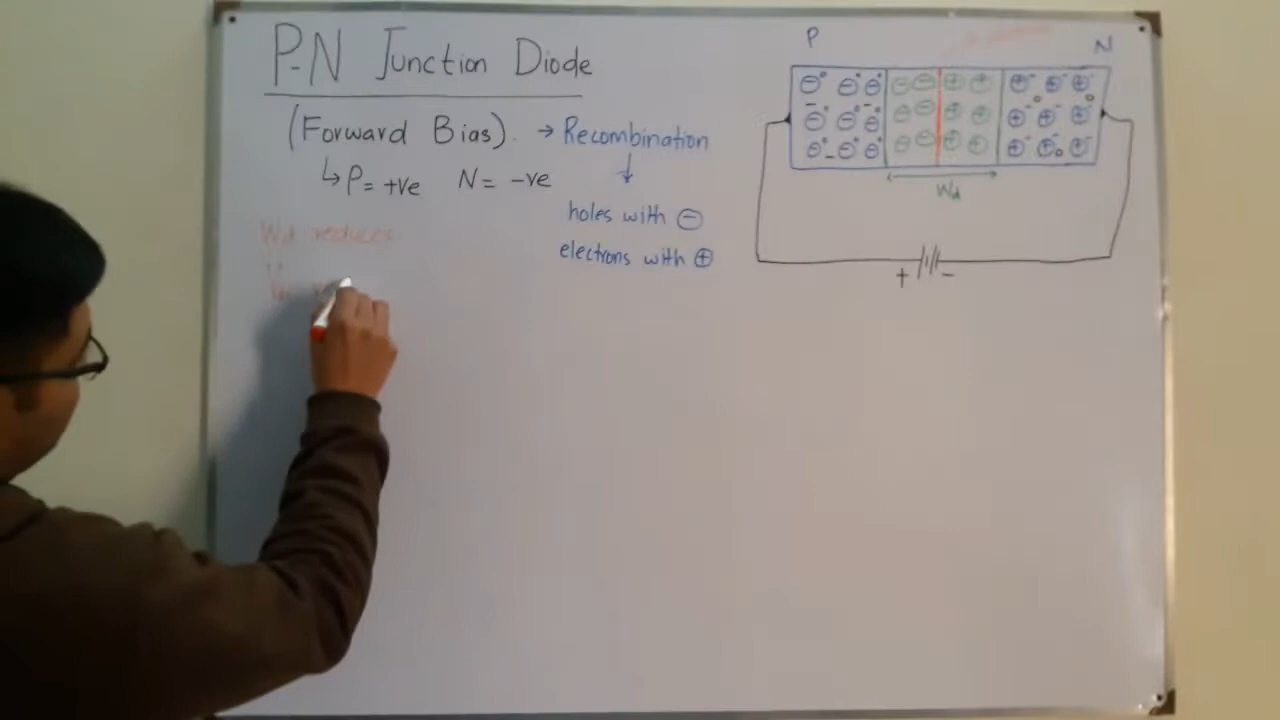 P-N Junction Diode
(Forward Bias). → Recombination
↳ P = +ve N = -ve
↓
holes with ⊖
electrons with ⊕
Wd reduces
P
N
Wd
+ -